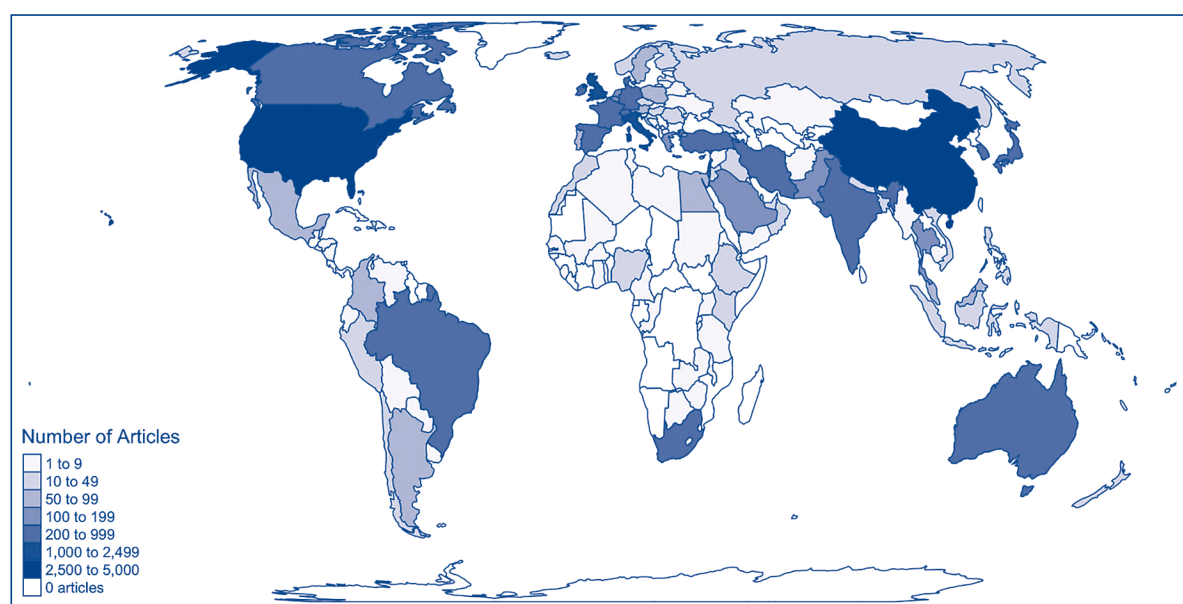 Number of Articles
1 to 9
10 to 49
50 to 99
100 to 199
200 to 999
1,000 to 2,499
2,500 to 5,000
0 articles